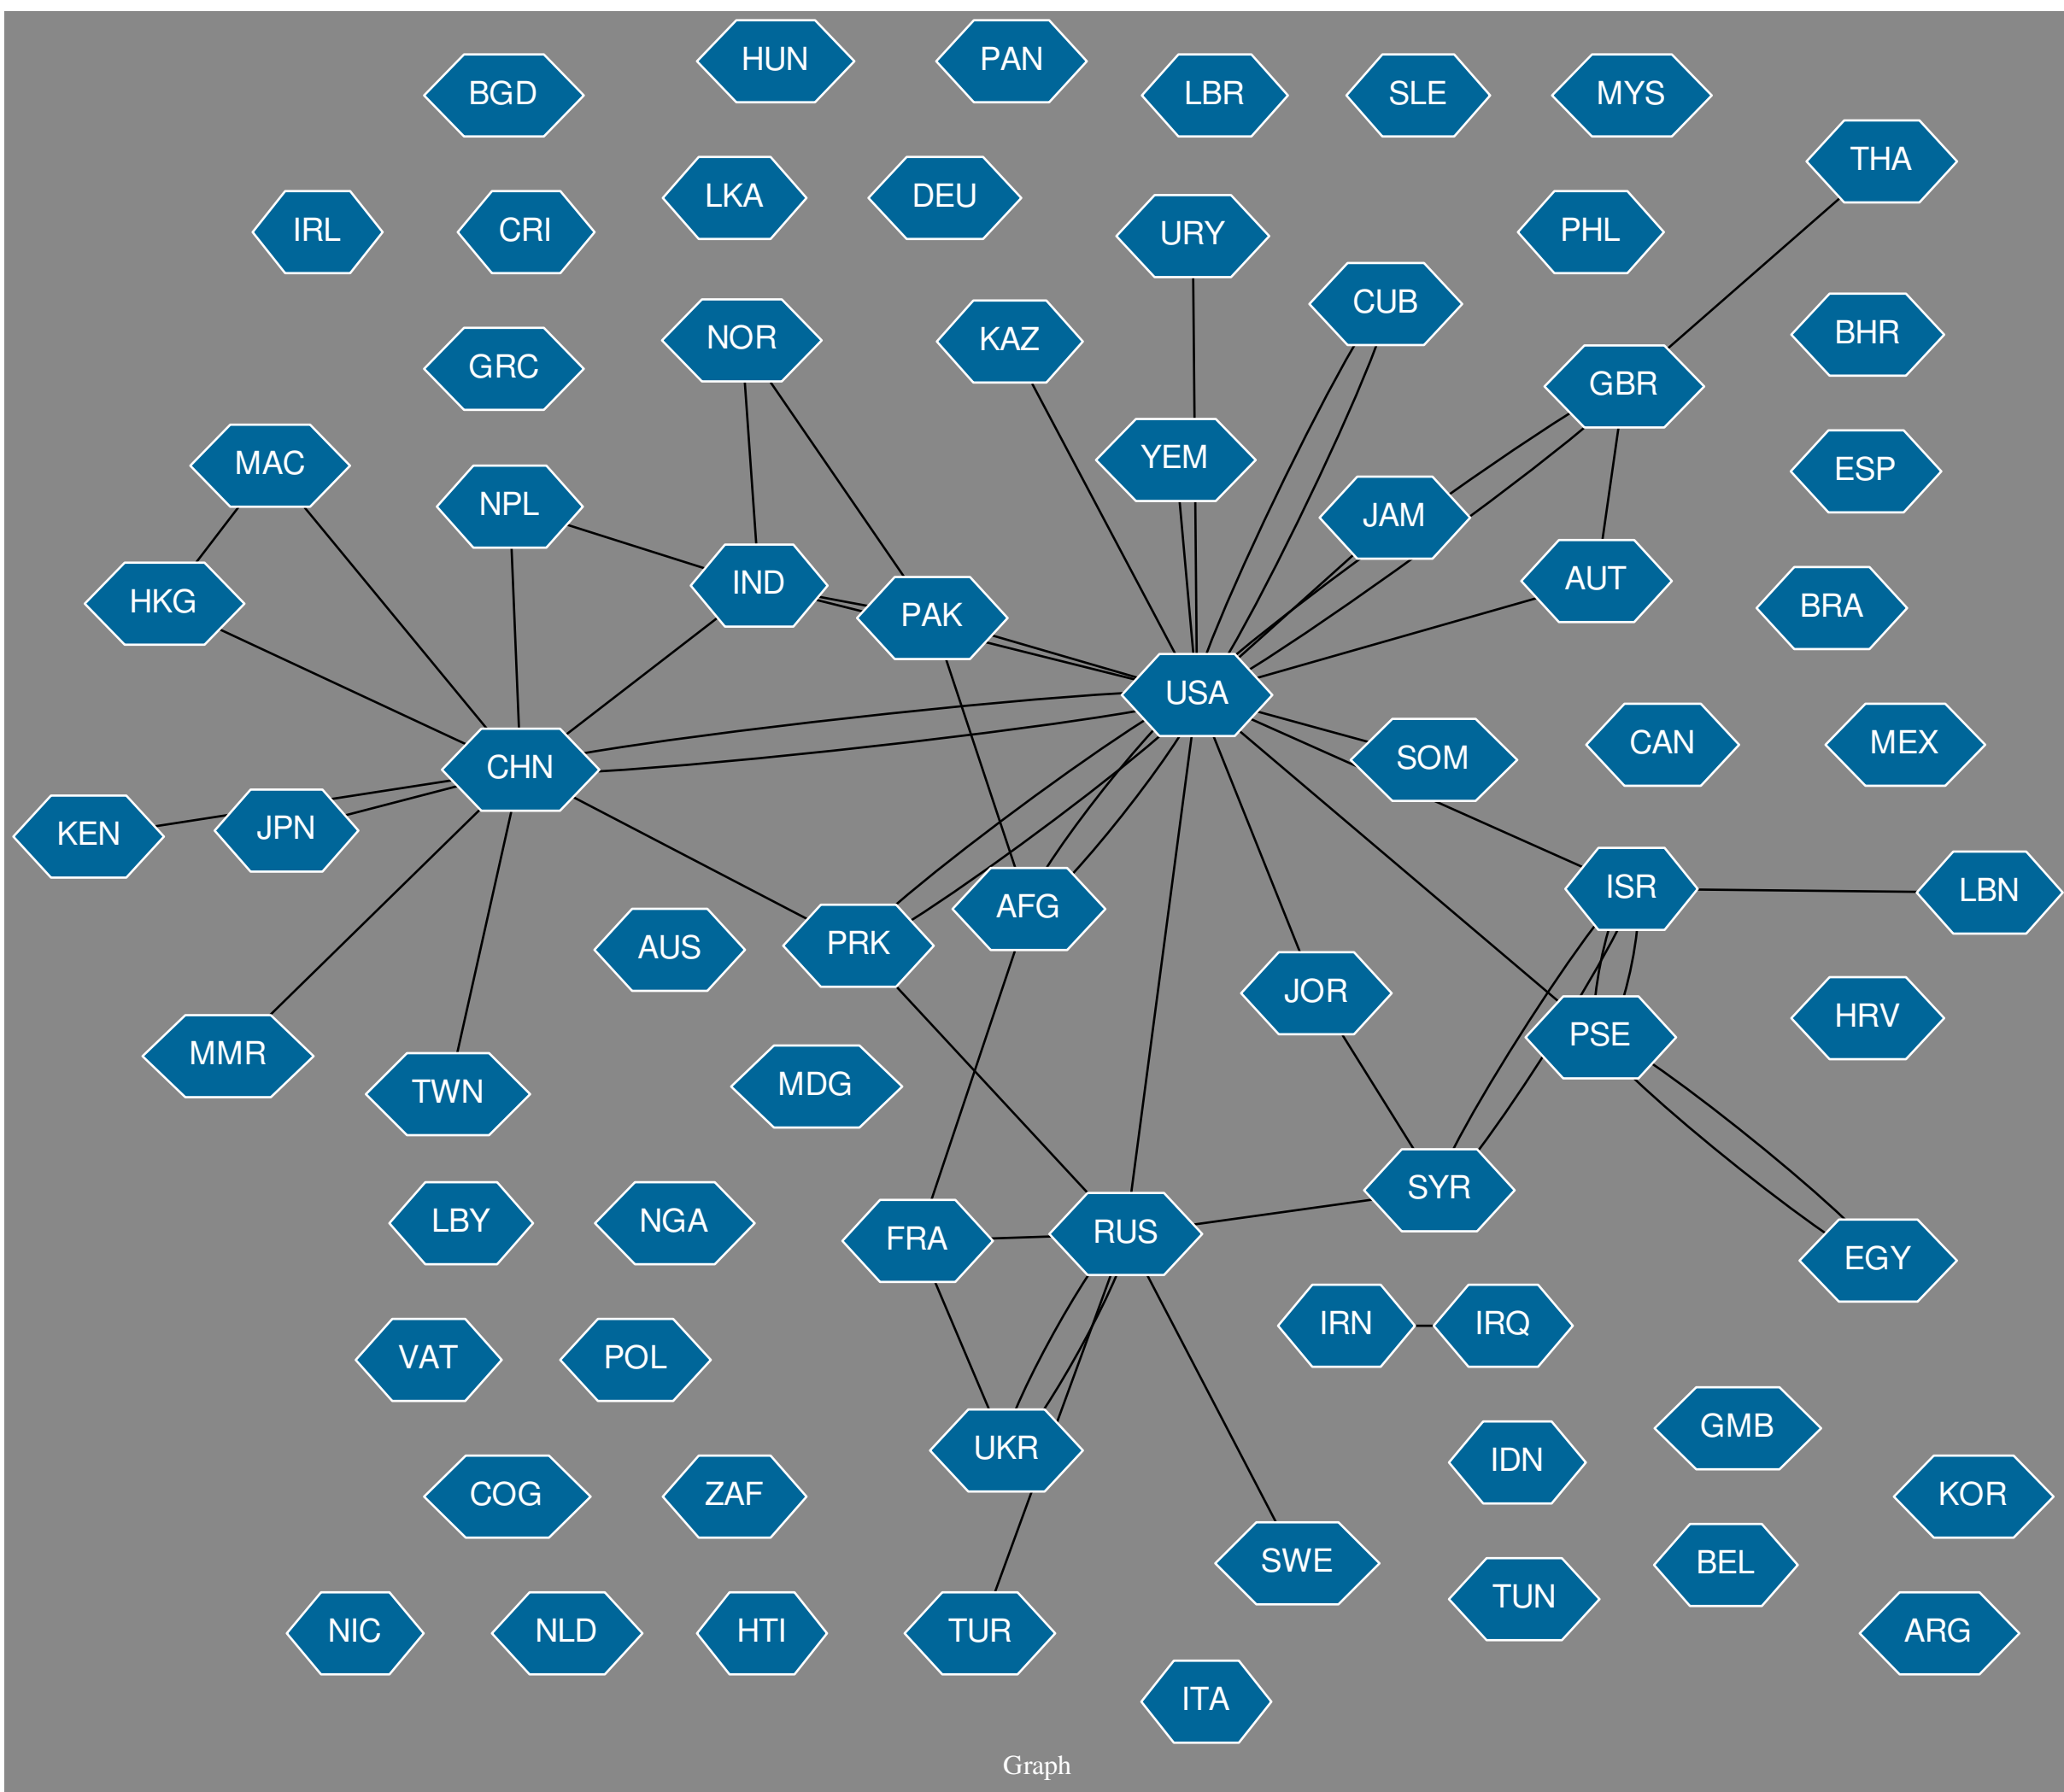 HUN
PAN
BGD
LBR
SLE
MYS
THA
LKA
DEU
IRL
CRI
URY
PHL
CUB
NOR
KAZ
BHR
GRC
GBR
MAC
YEM
ESP
NPL
JAM
HKG
IND
PAK
AUT
BRA
USA
CHN
SOM
CAN
MEX
KEN
JPN
ISR
LBN
AFG
AUS
PRK
JOR
PSE
HRV
MMR
TWN
MDG
SYR
LBY
NGA
FRA
RUS
EGY
IRN
IRQ
VAT
POL
GMB
UKR
IDN
COG
ZAF
KOR
SWE
BEL
TUN
NIC
NLD
HTI
TUR
ARG
ITA
Graph